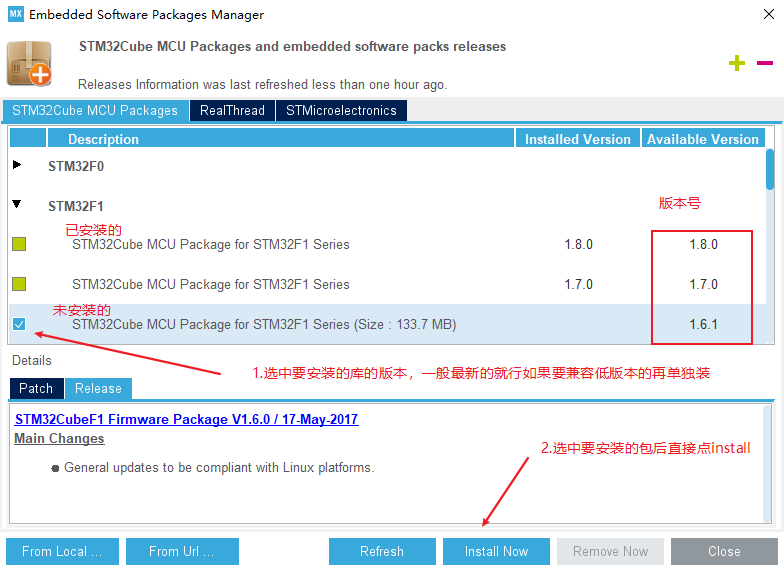 MX Embedded Software Packages Manager
STM32Cube MCU Packages and embedded software packs releases
Releases Information was last refreshed less than one hour ago.
STM32Cube MCU Packages RealThread STMicroelectronics
Description Installed Version Available Version
STM32F0
STM32F1
版本号
已安装的
STM32Cube MCU Package for STM32F1 Series 1.8.0 1.8.0
STM32Cube MCU Package for STM32F1 Series 1.7.0 1.7.0
未安装的
STM32Cube MCU Package for STM32F1 Series (Size : 133.7 MB) 1.6.1
Details
1.选中要安装的库的版本，一般最新的就行如果要兼容低版本的再单独装
Patch Release
STM32CubeF1 Firmware Package V1.6.0 / 17-May-2017
Main Changes
2.选中要安装的包后直接点install
General updates to be compliant with Linux platforms.
From Local ... From Url ... Refresh Install Now Remove Now Close